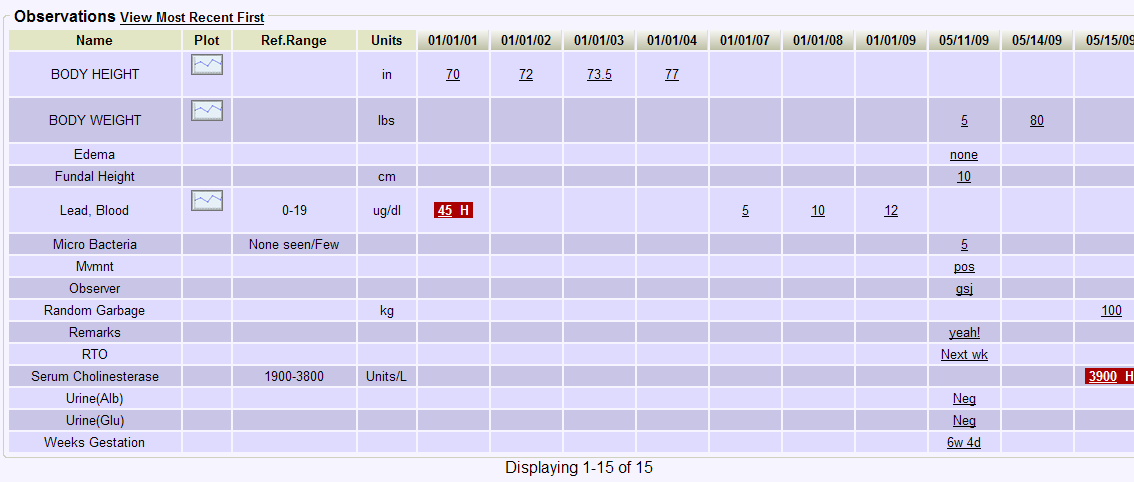 Observations View Most Recent First
Name Plot Ref.Range Units 01/01/01 01/01/02 01/01/03 01/01/04 01/01/07 01/01/08 01/01/09 05/11/09 05/14/09 05/15/09
BODY HEIGHT in 70 72 73.5 77
BODY WEIGHT lbs 5 80
Edema none
Fundal Height cm 10
Lead, Blood 0-19 ug/dl 45 H 5 10 12
Micro Bacteria None seen/Few 5
Mvmnt pos
Observer gsj
Random Garbage kg 100
Remarks yeah!
RTO Next wk
Serum Cholinesterase 1900-3800 Units/L 3900 H
Urine(Alb) Neg
Urine(Glu) Neg
Weeks Gestation 6w 4d
Displaying 1-15 of 15